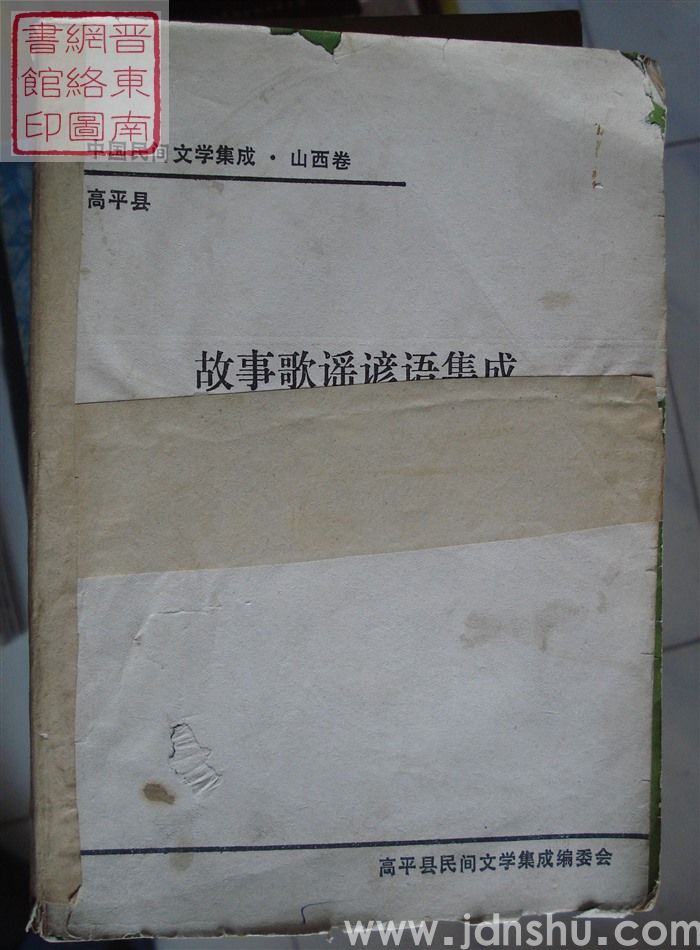 晋東南
網絡圖
書館印
中国民间文学集成·山西卷
高平县
故事歌谣谚语集成
高平县民间文学集成编委会
www.jdnshu.com